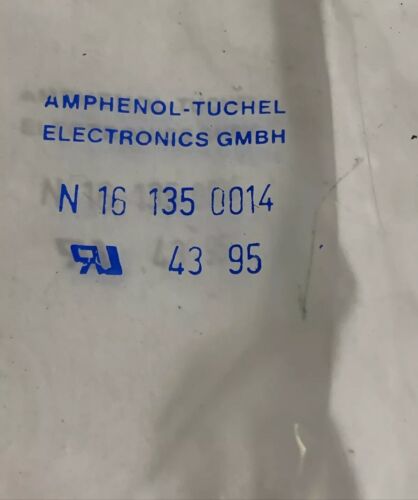 AMPHENOL-TUCHEL
ELECTRONICS GMBH
N 16 135 0014
43 95